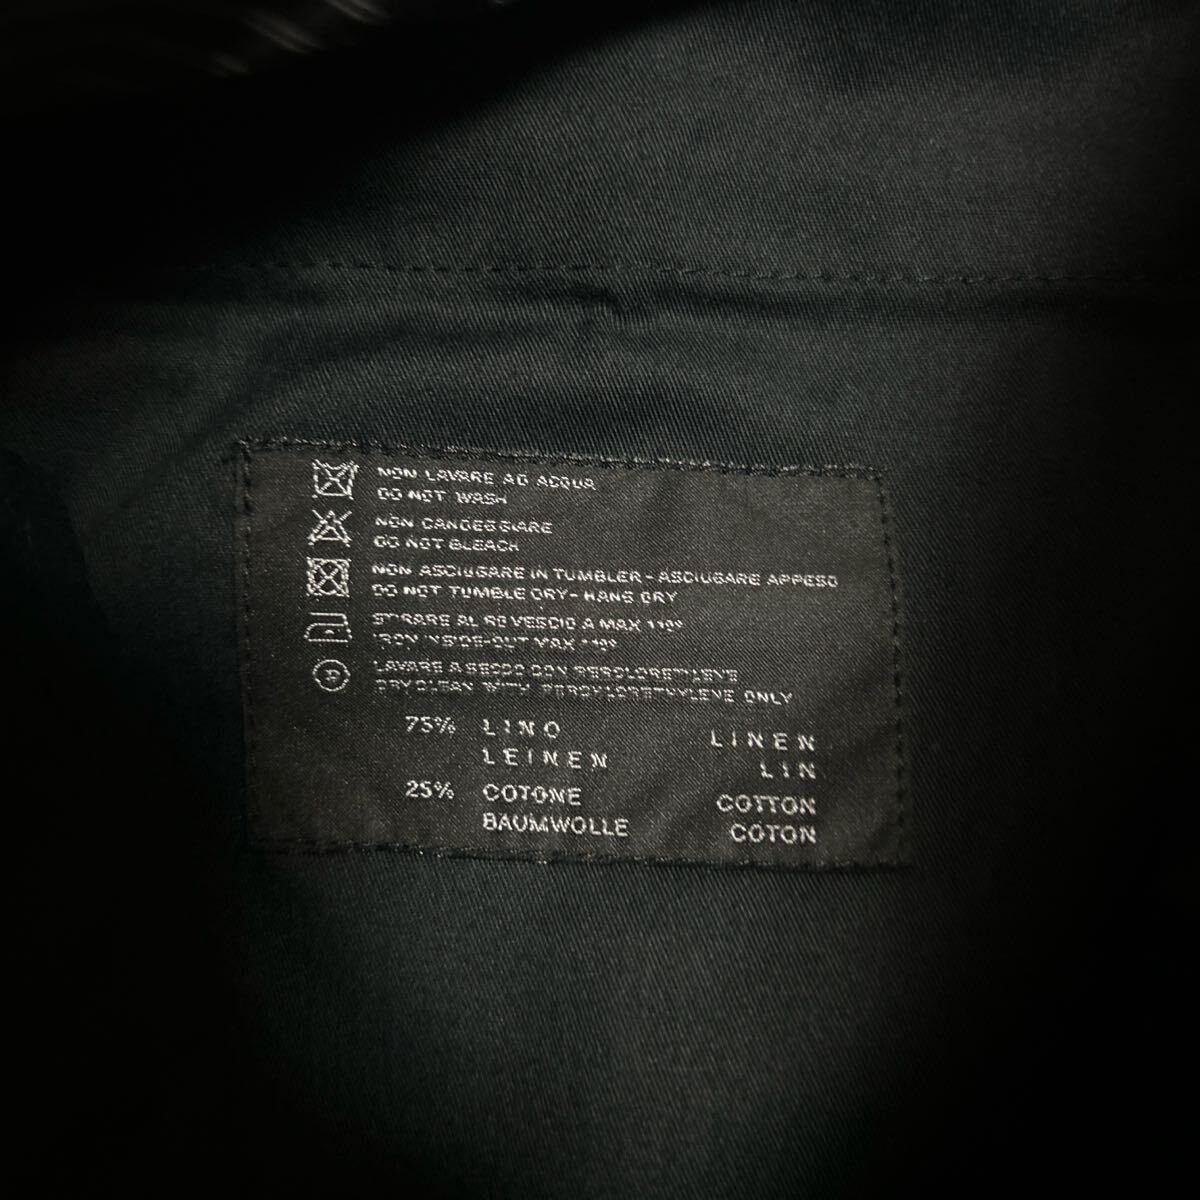 NON LAVARE AD ACQUA
DO NOT WASH
NON CANDEGGIARE
DO NOT BLEACH
NON ASCIUGARE IN TUMBLER - ASCIUGARE APPESO
DO NOT TUMBLE DRY - HANG DRY
STIRARE AL ROVESCIO A MAX 110°
IRON INSIDE-OUT MAX 110°
LAVARE A SECCO CON PERCLORETYLENE
DRY CLEAN WITH PERCHLORETHYLENE ONLY
75% LINO LINEN
LEINEN LIN
25% COTONE COTTON
BAUMWOLLE COTON